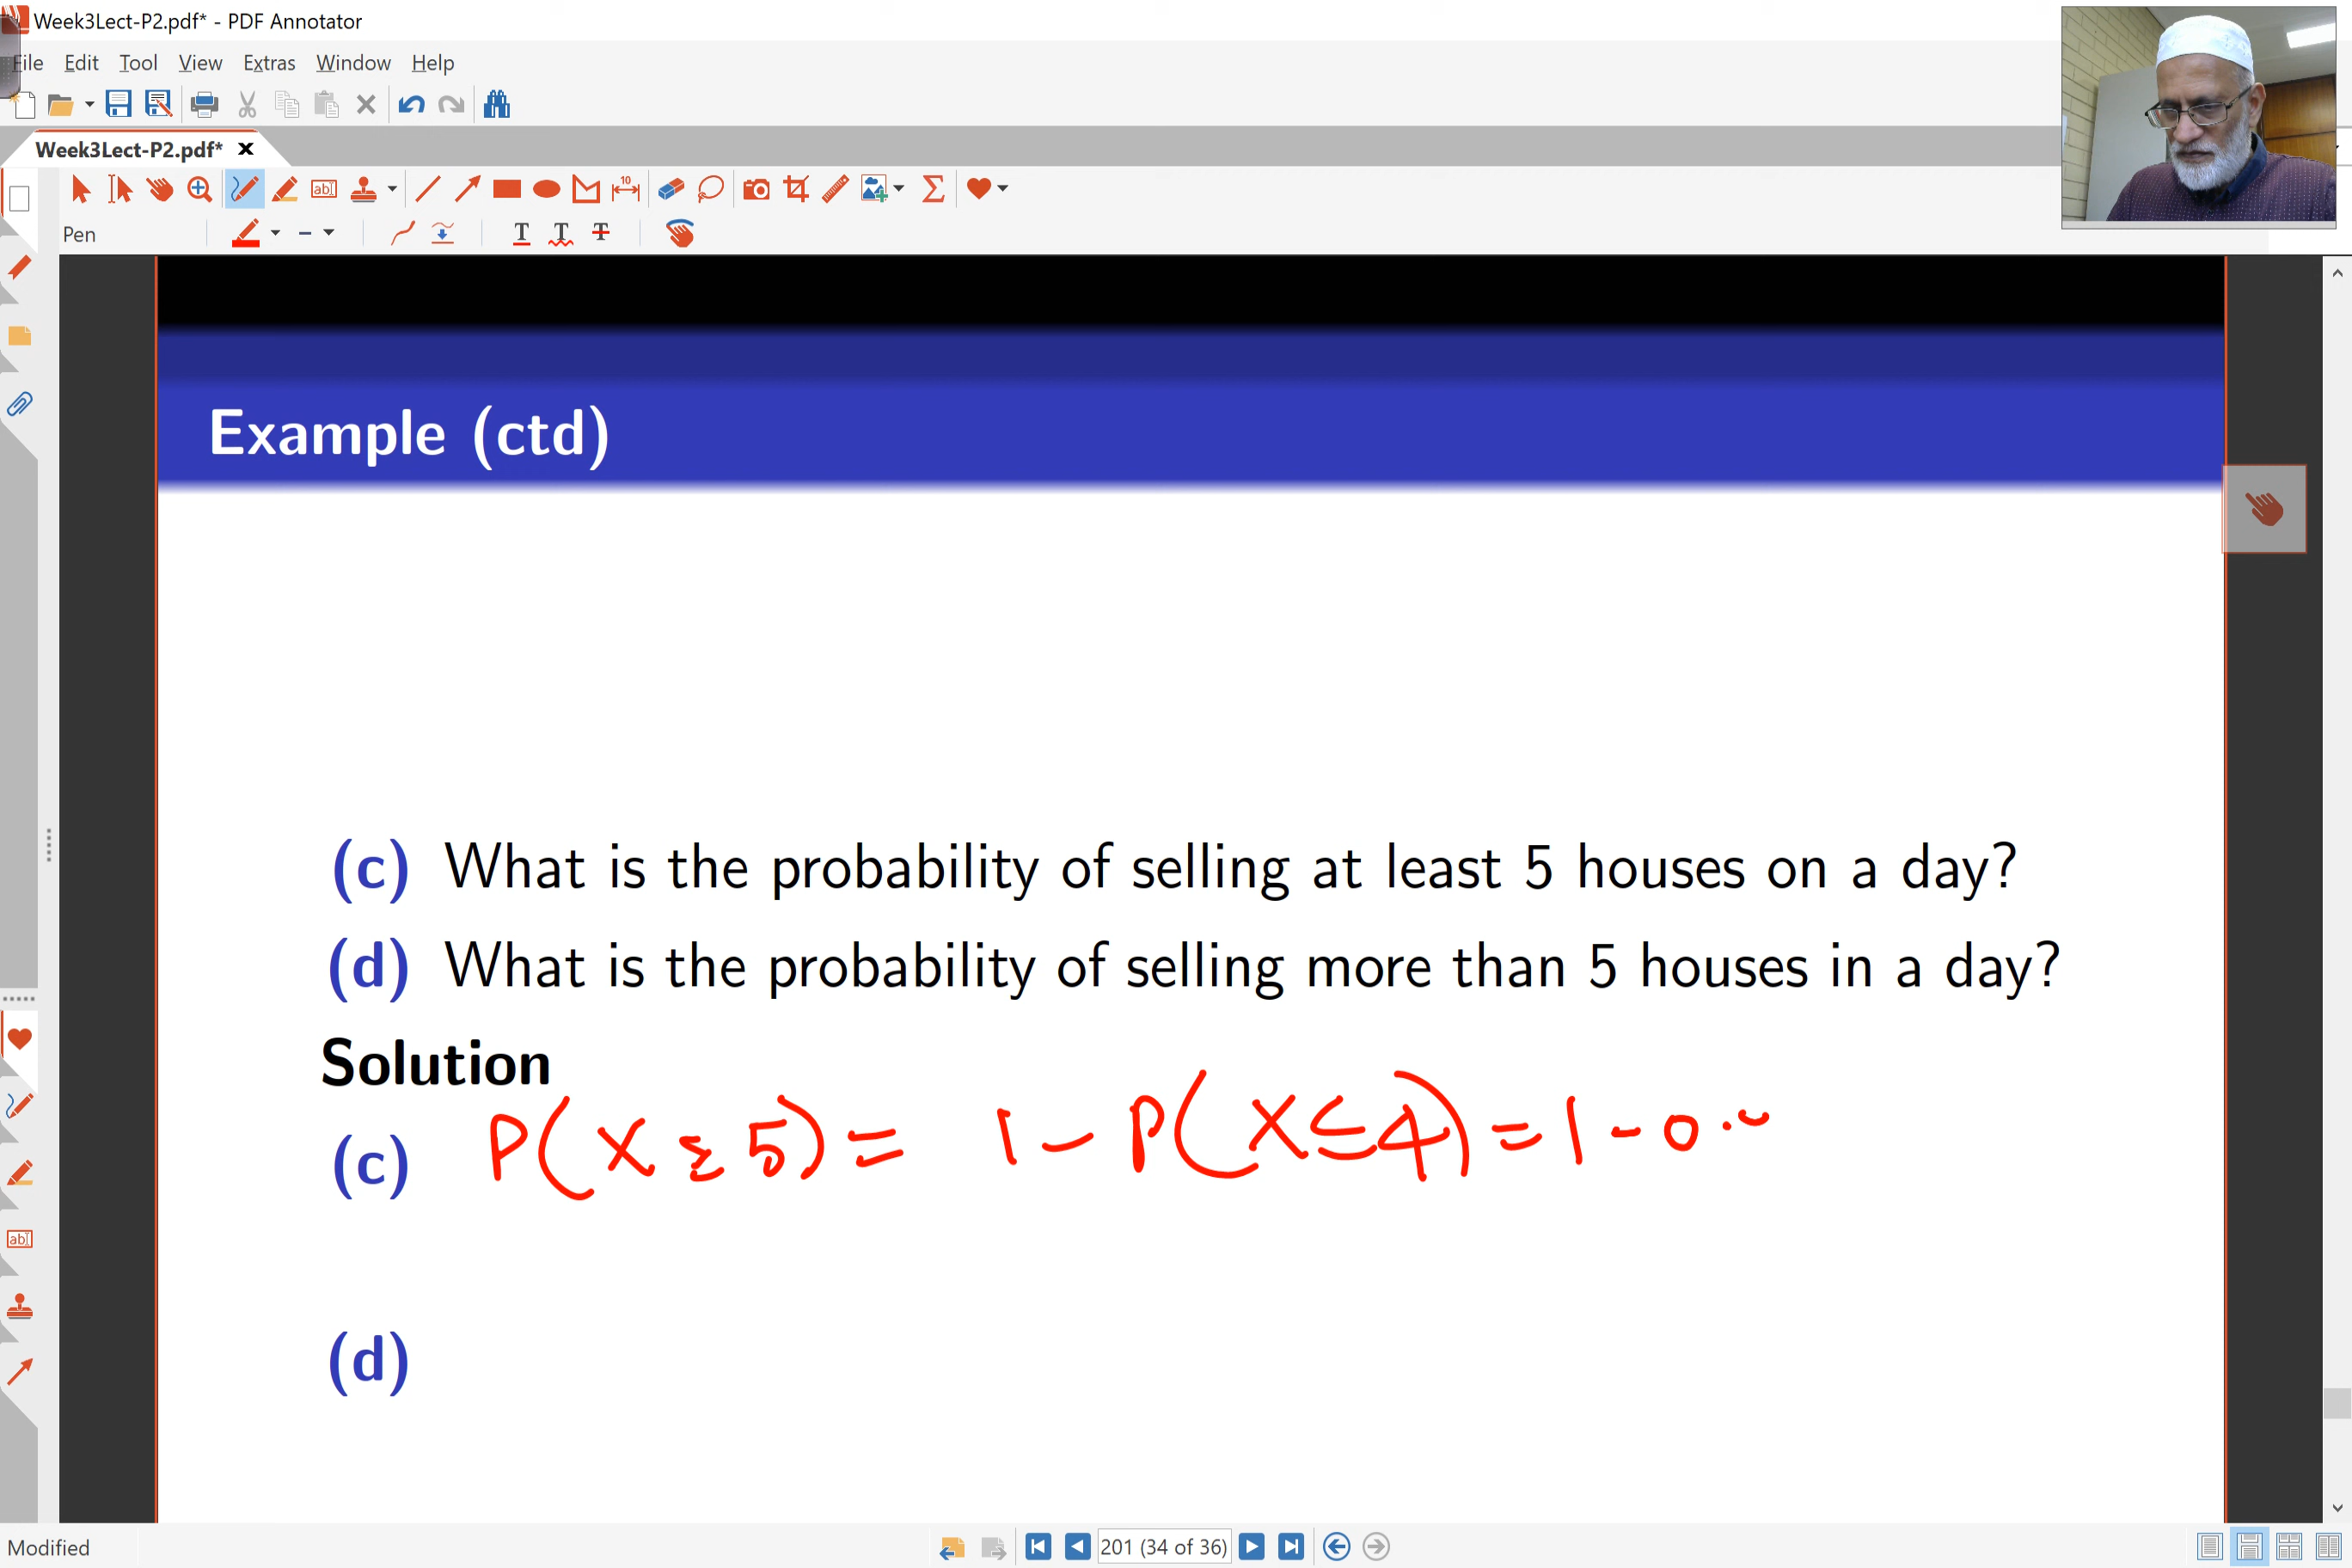 Week3Lect-P2.pdf* - PDF Annotator
File Edit Tool View Extras Window Help
Week3Lect-P2.pdf* x
ab 10
Pen T T T
Example (ctd)
(c) What is the probability of selling at least 5 houses on a day?
(d) What is the probability of selling more than 5 houses in a day?
Solution
(c) P(X ≥ 5) = 1 - P(X ≤ 4) = 1 - 0.
(d)
Modified 201 (34 of 36)